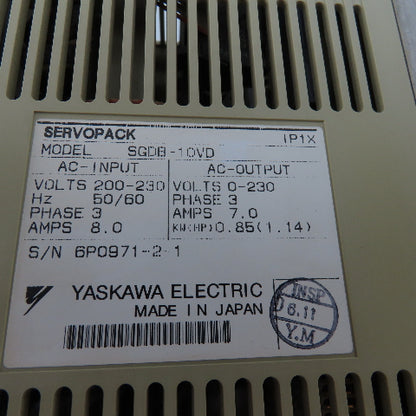 SERVOPACK IP1X
MODEL SGDB-10VD
AC-INPUT AC-OUTPUT
VOLTS 200-230 VOLTS 0-230
Hz 50/60 PHASE 3
PHASE 3 AMPS 7.0
AMPS 8.0 KW(HP) 0.85(1.14)
S/N 6P0971-2-1
YASKAWA ELECTRIC
MADE IN JAPAN
INSP
6.11
Y.M